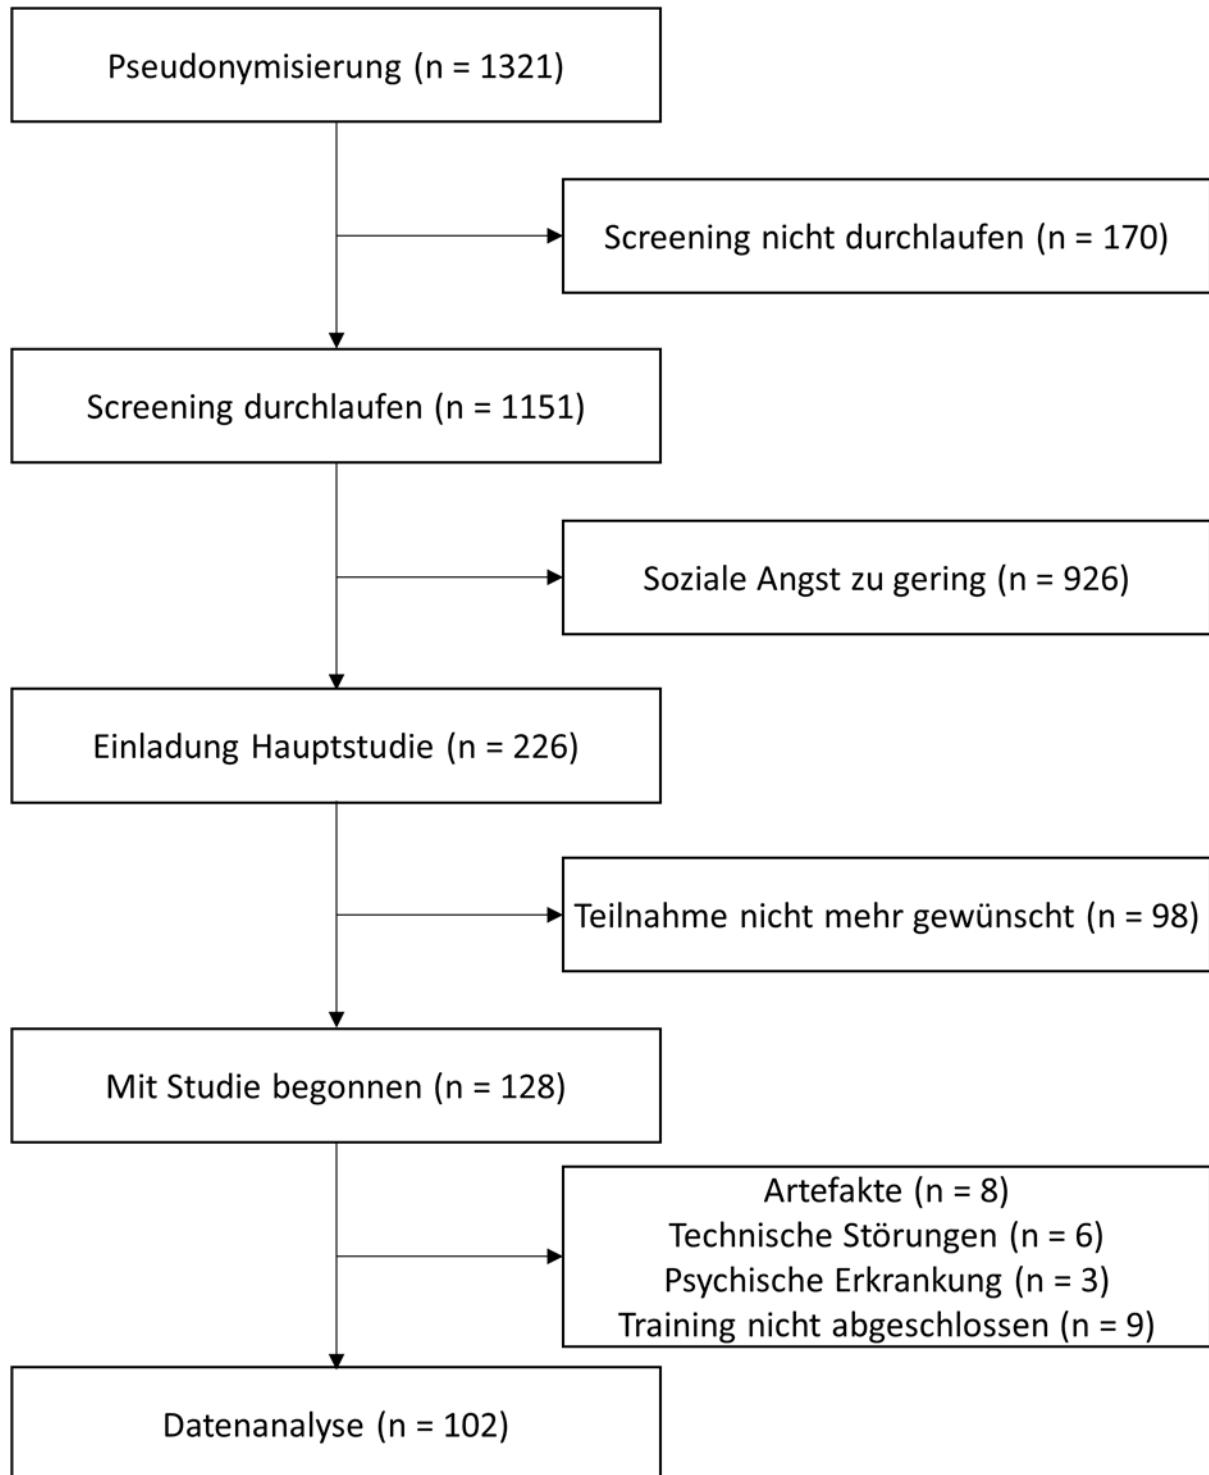 Pseudonymisierung (n = 1321)
Screening nicht durchlaufen (n = 170)
Screening durchlaufen (n = 1151)
Soziale Angst zu gering (n = 926)
Einladung Hauptstudie (n = 226)
Teilnahme nicht mehr gewünscht (n = 98)
Mit Studie begonnen (n = 128)
Artefakte (n = 8)
Technische Störungen (n = 6)
Psychische Erkrankung (n = 3)
Training nicht abgeschlossen (n = 9)
Datenanalyse (n = 102)